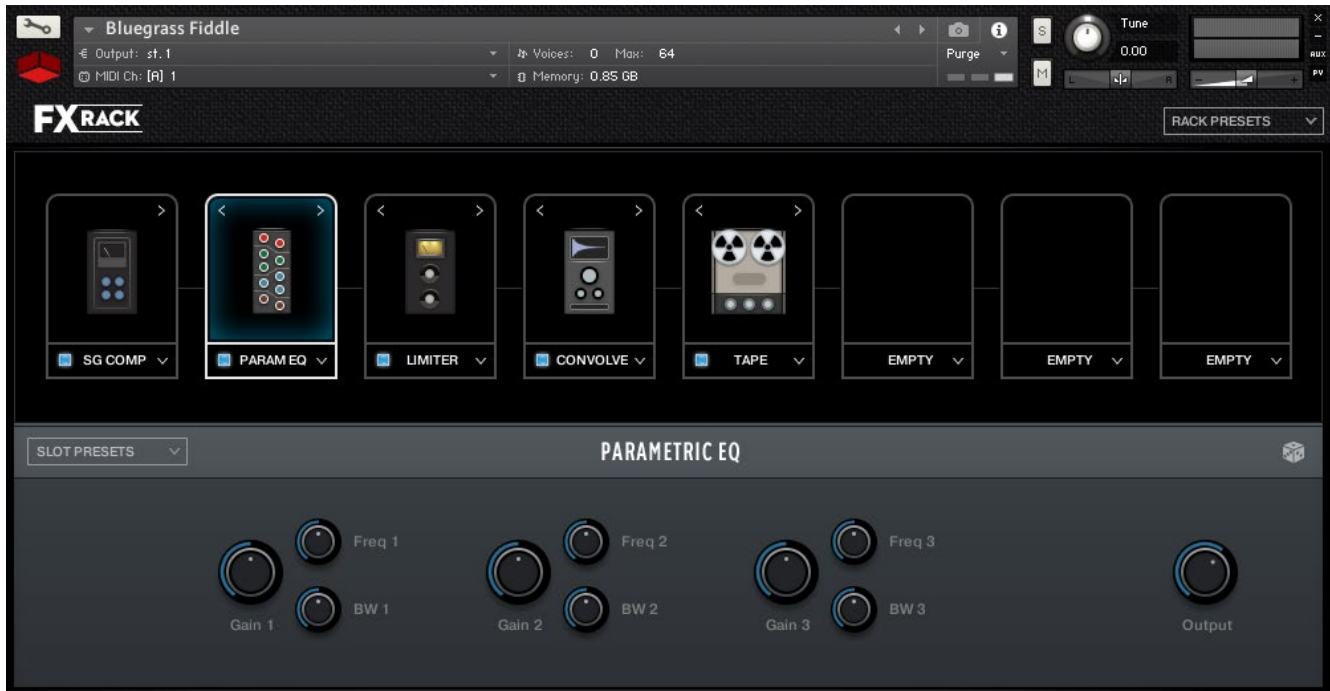 Bluegrass Fiddle
Output: st.1
Voices: 0 Max: 64
Purge
MIDI Ch: [A] 1
Memory: 0.85 GB
S
M
Tune
0.00
L
R
-
+
×
-
AUX
PV
FXRACK
RACK PRESETS
SG COMP
PARAM EQ
LIMITER
CONVOLVE
TAPE
EMPTY
EMPTY
EMPTY
SLOT PRESETS
PARAMETRIC EQ
Gain 1
Freq 1
BW 1
Gain 2
Freq 2
BW 2
Gain 3
Freq 3
BW 3
Output